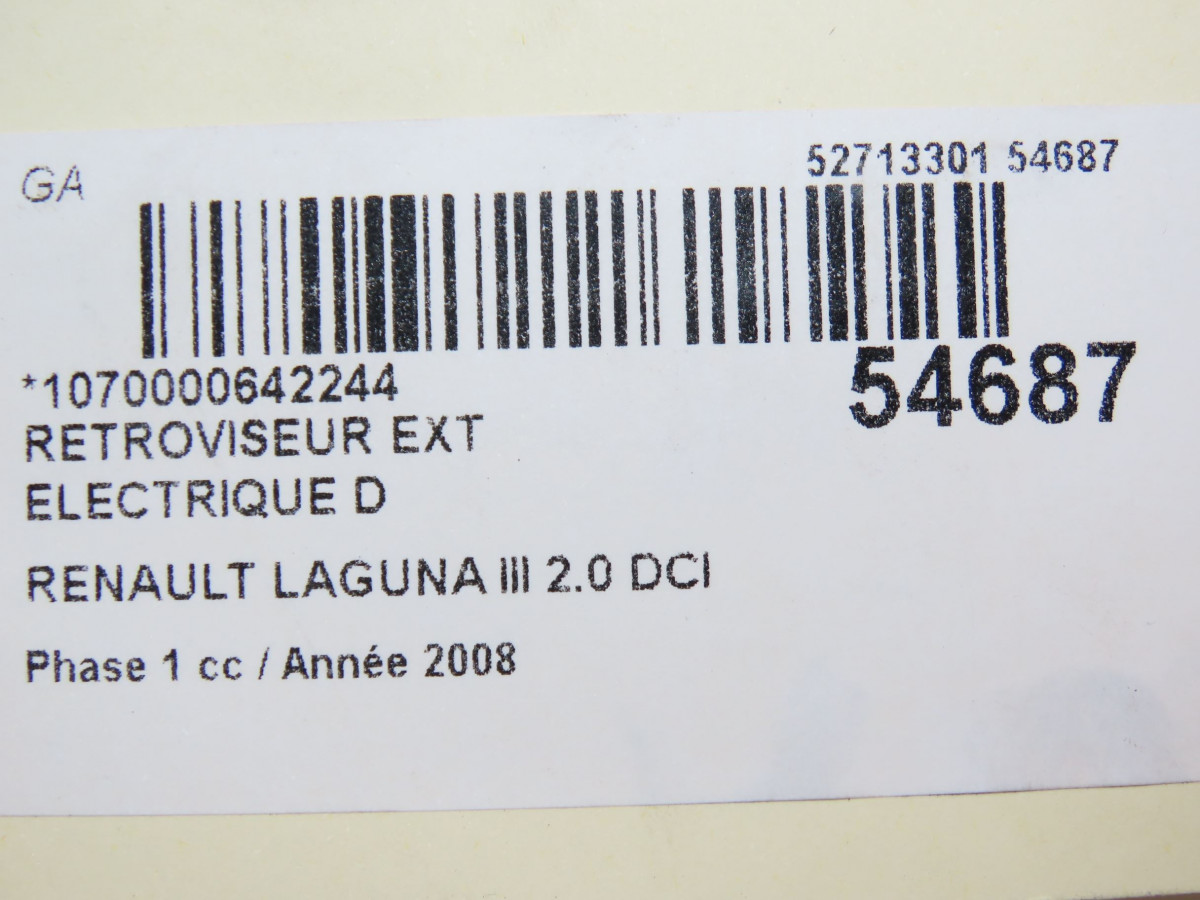 GA
52713301 54687
54687
*1070000642244
RETROVISEUR EXT
ELECTRIQUE D
RENAULT LAGUNA III 2.0 DCI
Phase 1 cc / Année 2008